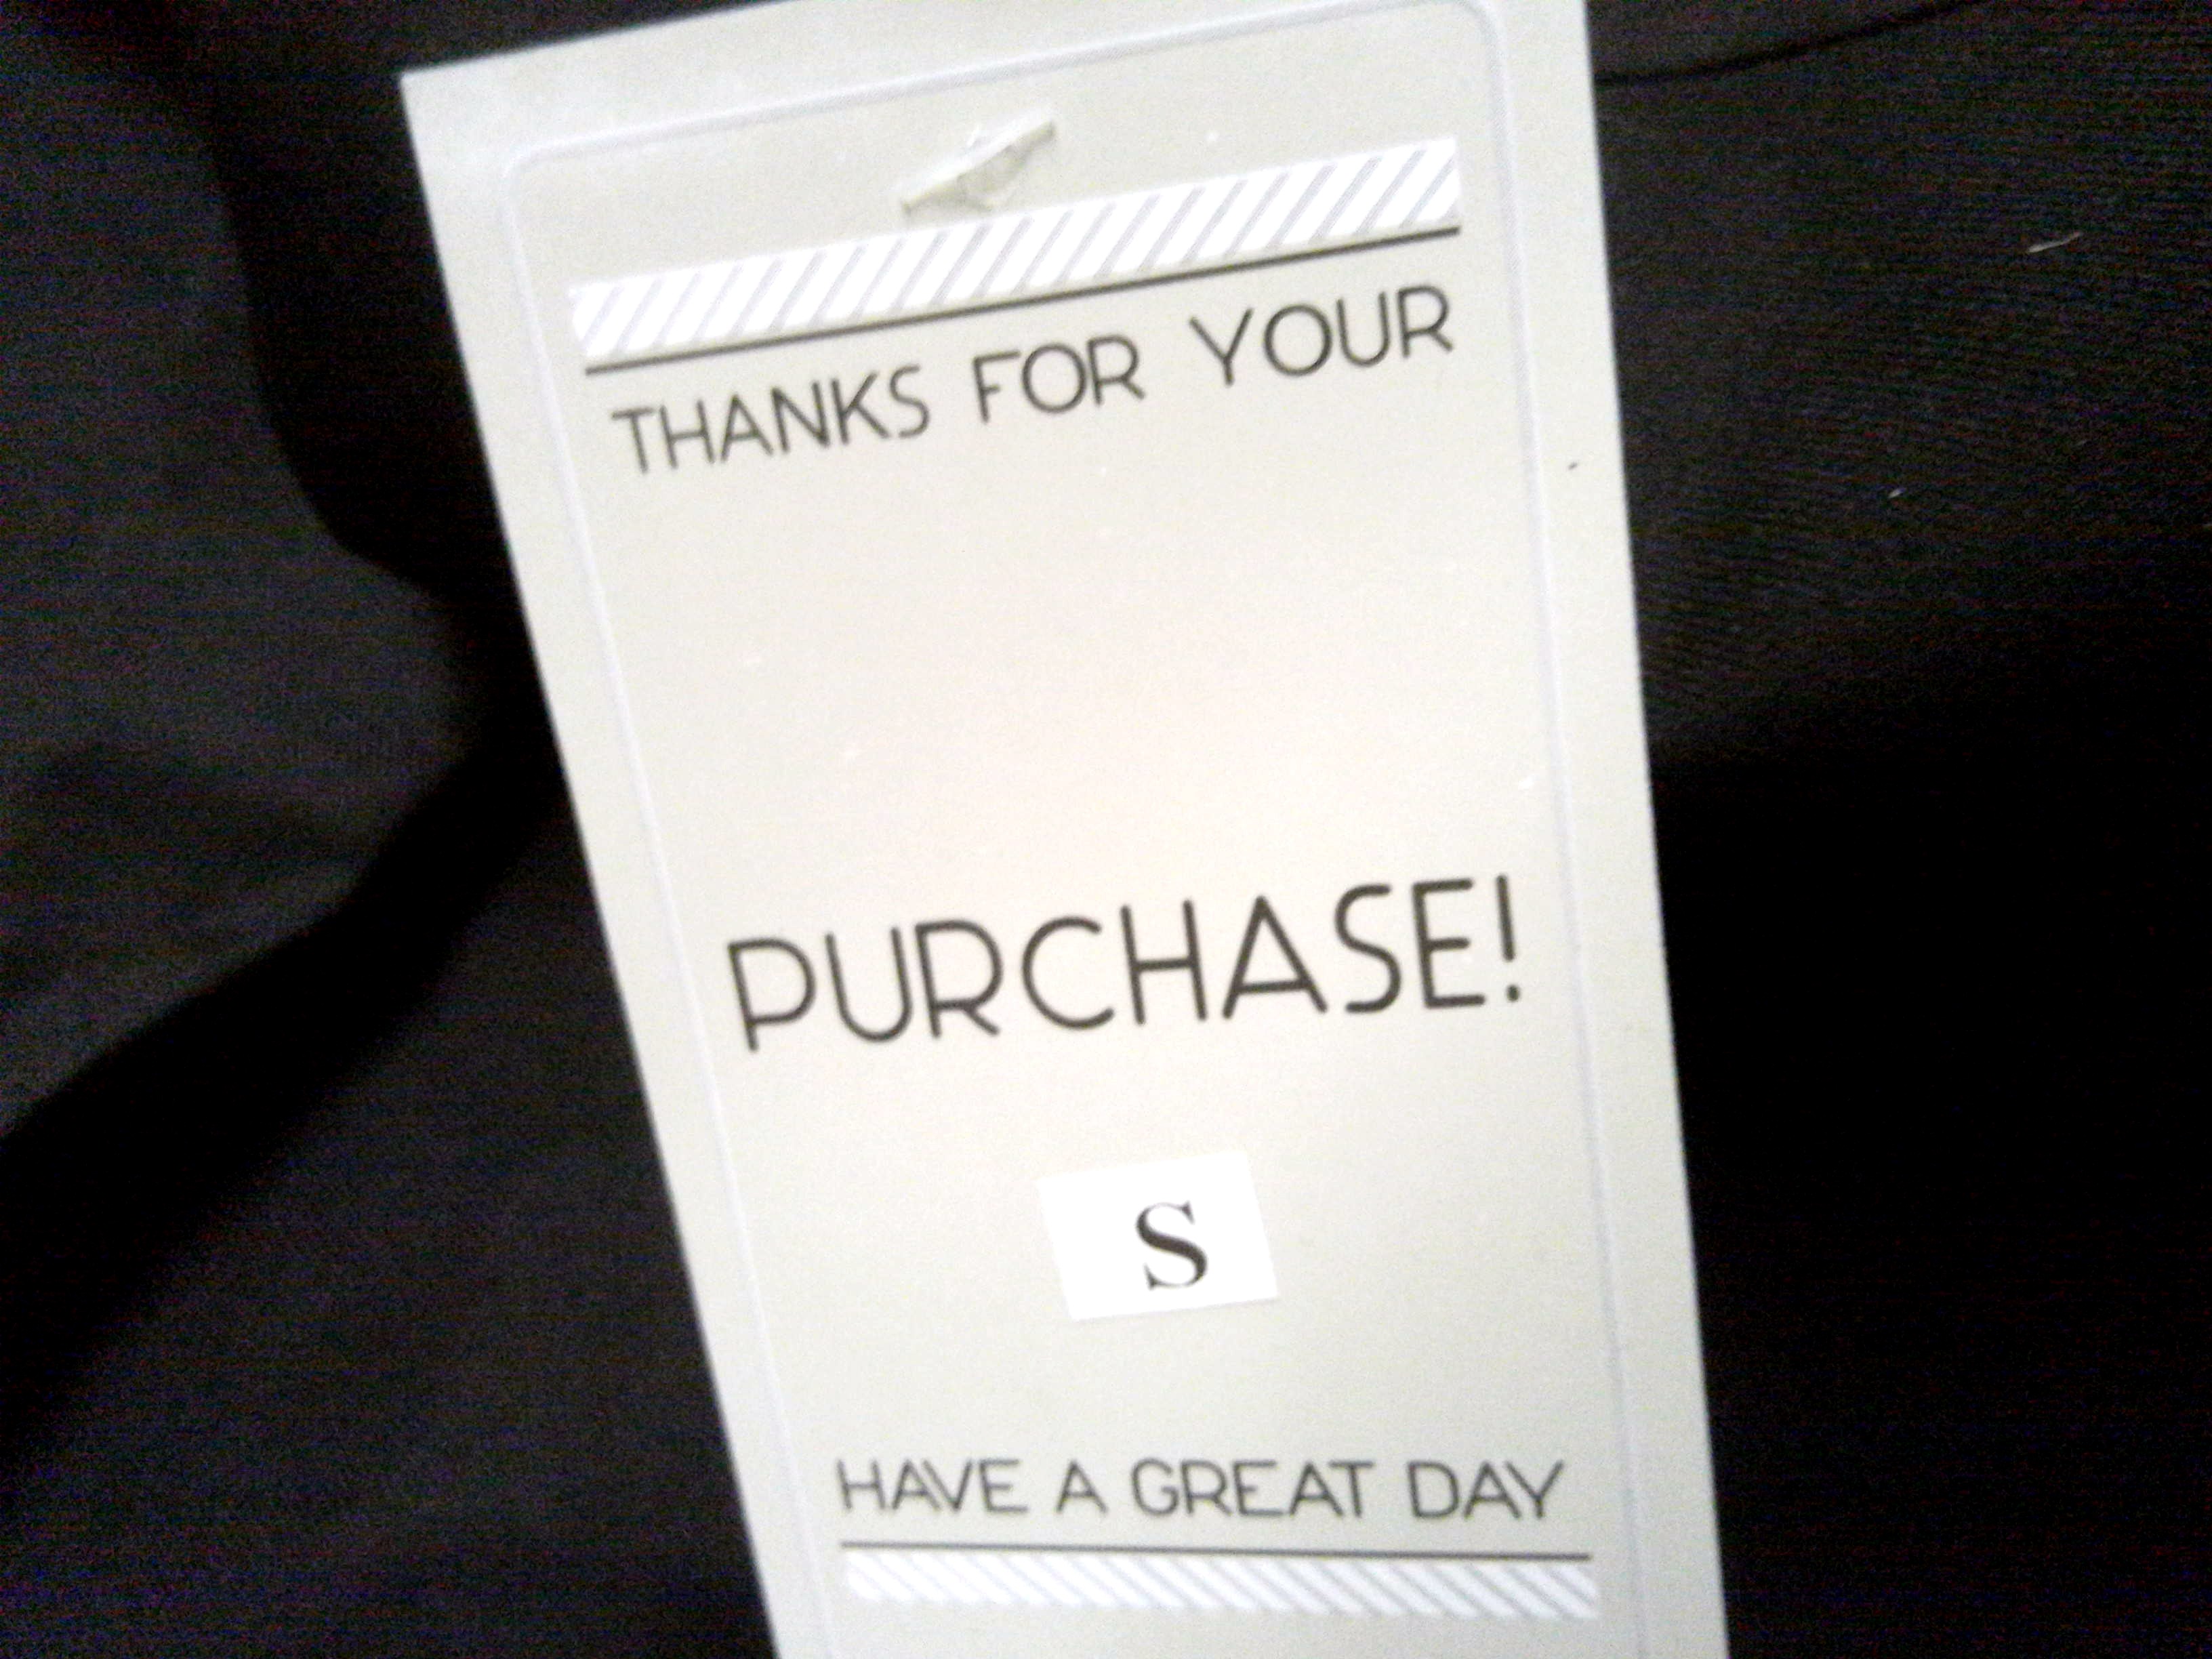 THANKS FOR YOUR
PURCHASE!
S
HAVE A GREAT DAY